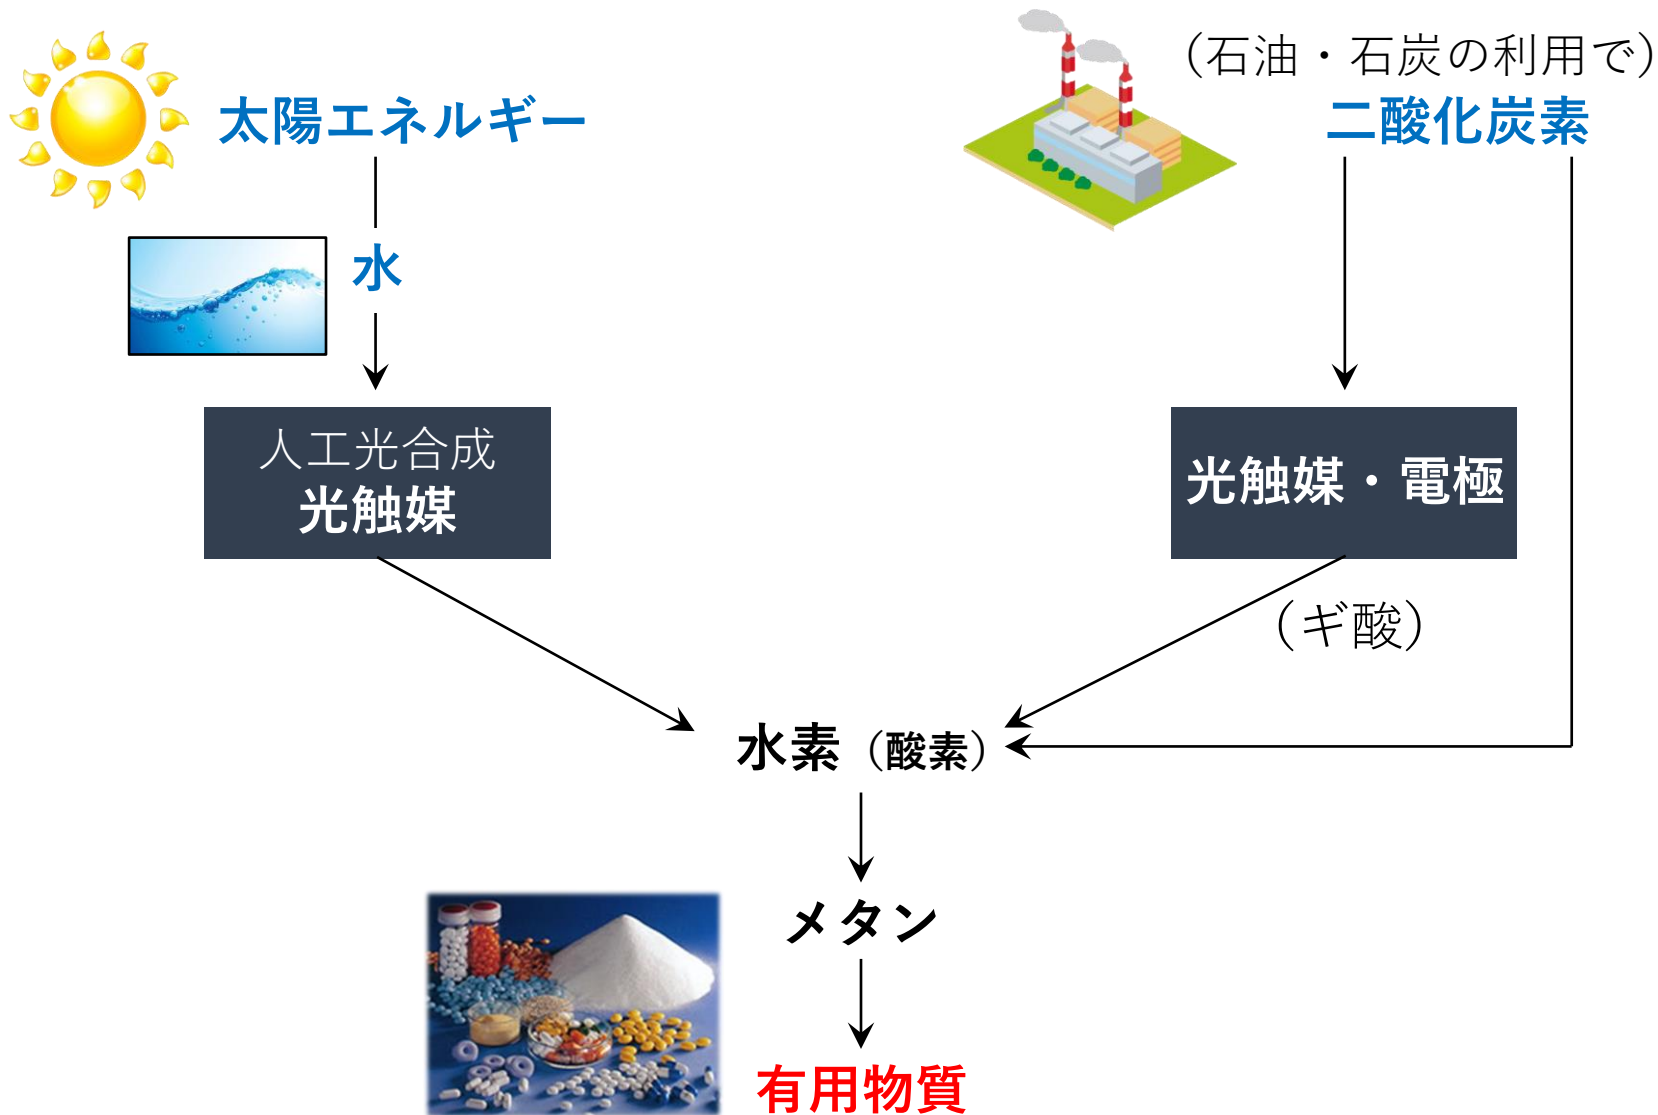 太陽エネルギー
(石油・石炭の利用で)
二酸化炭素
水
人工光合成
光触媒
光触媒・電極
(ギ酸)
水素(酸素)
メタン
有用物質